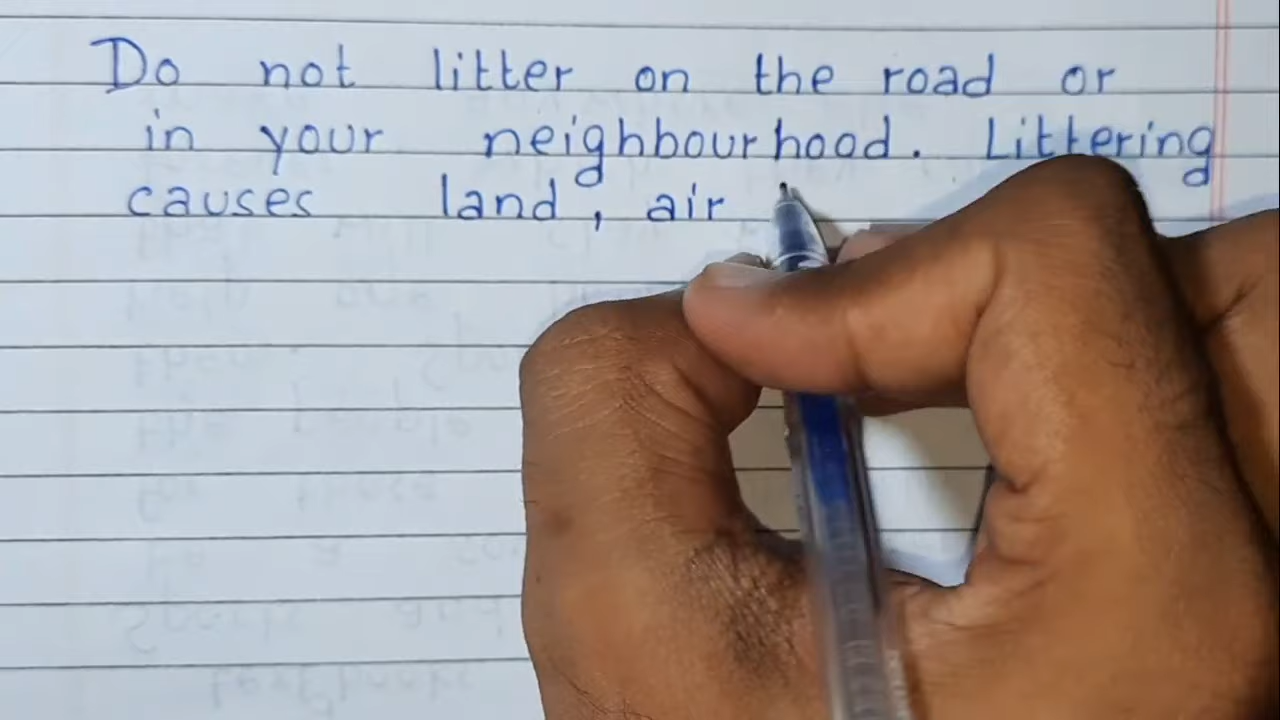 Do not litter on the road or
in your neighbourhood. Littering
causes land, air